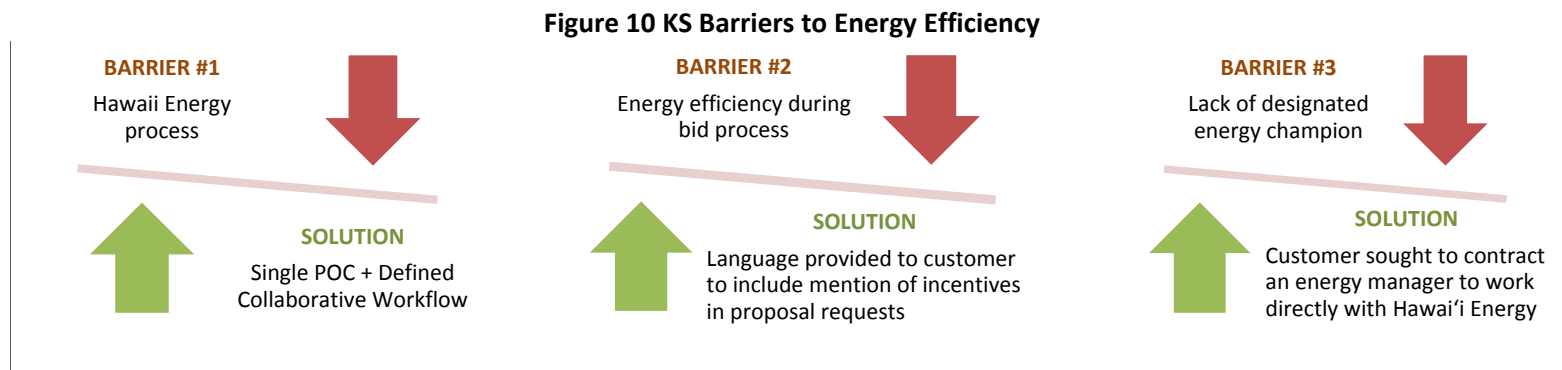 Figure 10 KS Barriers to Energy Efficiency
BARRIER #1
Hawaii Energy
process
SOLUTION
Single POC + Defined
Collaborative Workflow
BARRIER #2
Energy efficiency during
bid process
SOLUTION
Language provided to customer
to include mention of incentives
in proposal requests
BARRIER #3
Lack of designated
energy champion
SOLUTION
Customer sought to contract
an energy manager to work
directly with Hawai‘i Energy